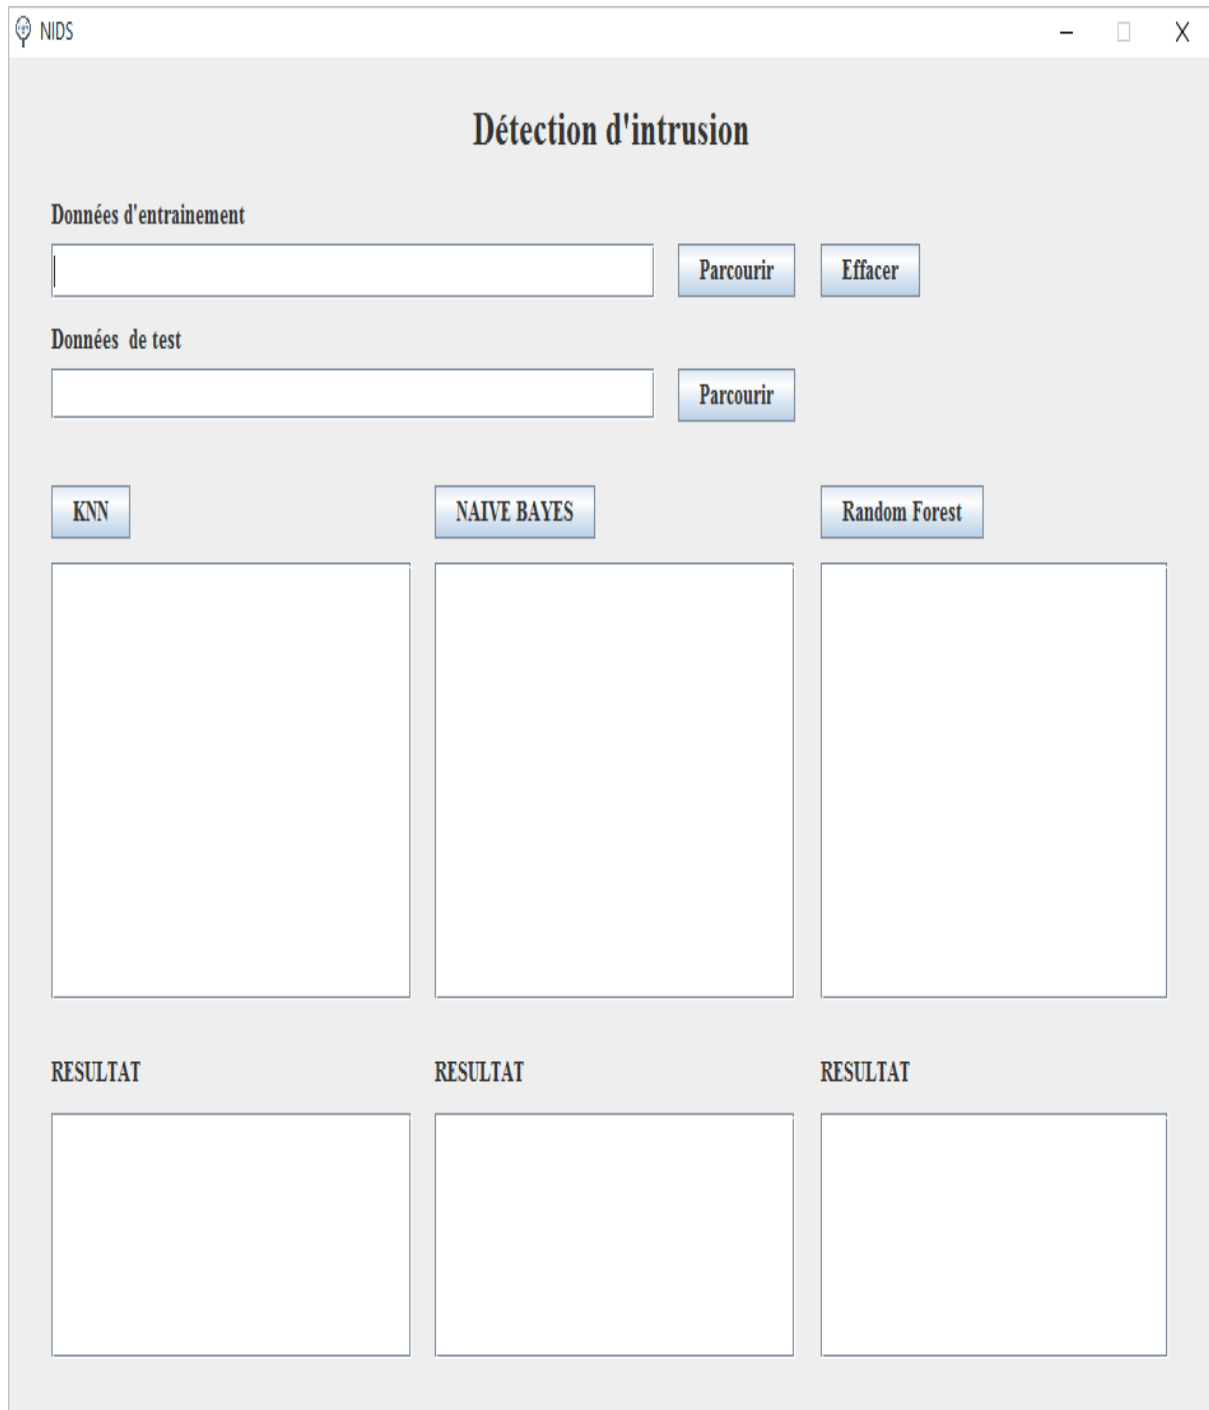 NIDS
Détection d'intrusion
Données d'entrainement
Parcourir
Effacer
Données  de test
Parcourir
KNN
NAIVE BAYES
Random Forest
RESULTAT
RESULTAT
RESULTAT